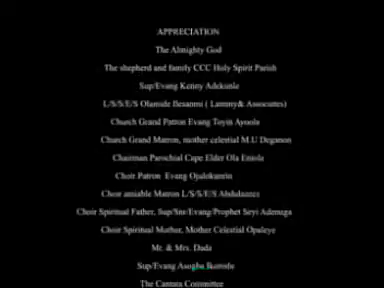 APPRECIATION
The Almighty God
The shepherd and family CCC Holy Spirit Parish
Sup/Evang Kenny Adekunle
L/S/S/E/S Olamide Ilesanmi ( Lammy& Associates)
Church Grand Patron Evang Toyin Ayoola
Church Grand Matron, mother celestial M.U Deganon
Chairman Parochial Cape Elder Ola Eniola
Choir Patron Evang Ojulokunrin
Choir amiable Matron L/S/S/E/S Abdulazeez
Choir Spiritual Father, Sup/Snr/Evang/Prophet Seyi Ademuga
Choir Spiritual Mother, Mother Celestial Opaleye
Mr. & Mrs. Dada
Sup/Evang Asogba
The Cantata Committee